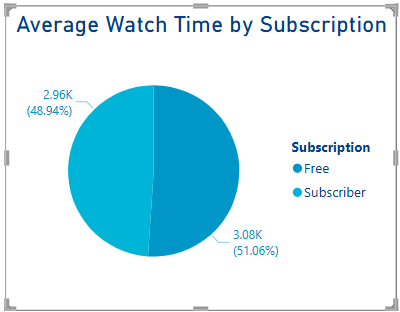 Average Watch Time by Subscription
2.96K
(48.94%)
Subscription
Free
Subscriber
3.08K
(51.06%)